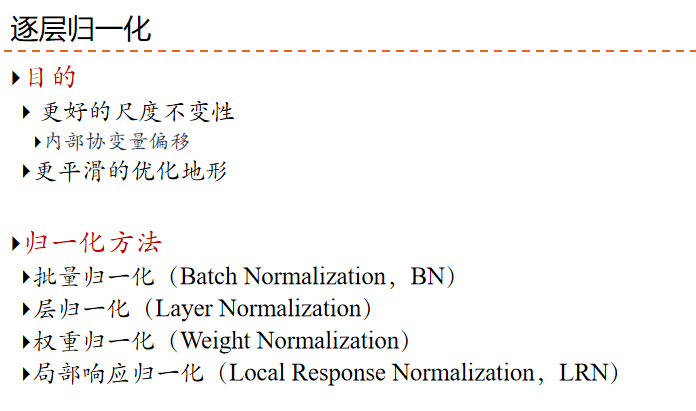 逐层归一化
目的
更好的尺度不变性
内部协变量偏移
更平滑的优化地形
归一化方法
批量归一化（Batch Normalization，BN）
层归一化（Layer Normalization）
权重归一化（Weight Normalization）
局部响应归一化（Local Response Normalization，LRN）